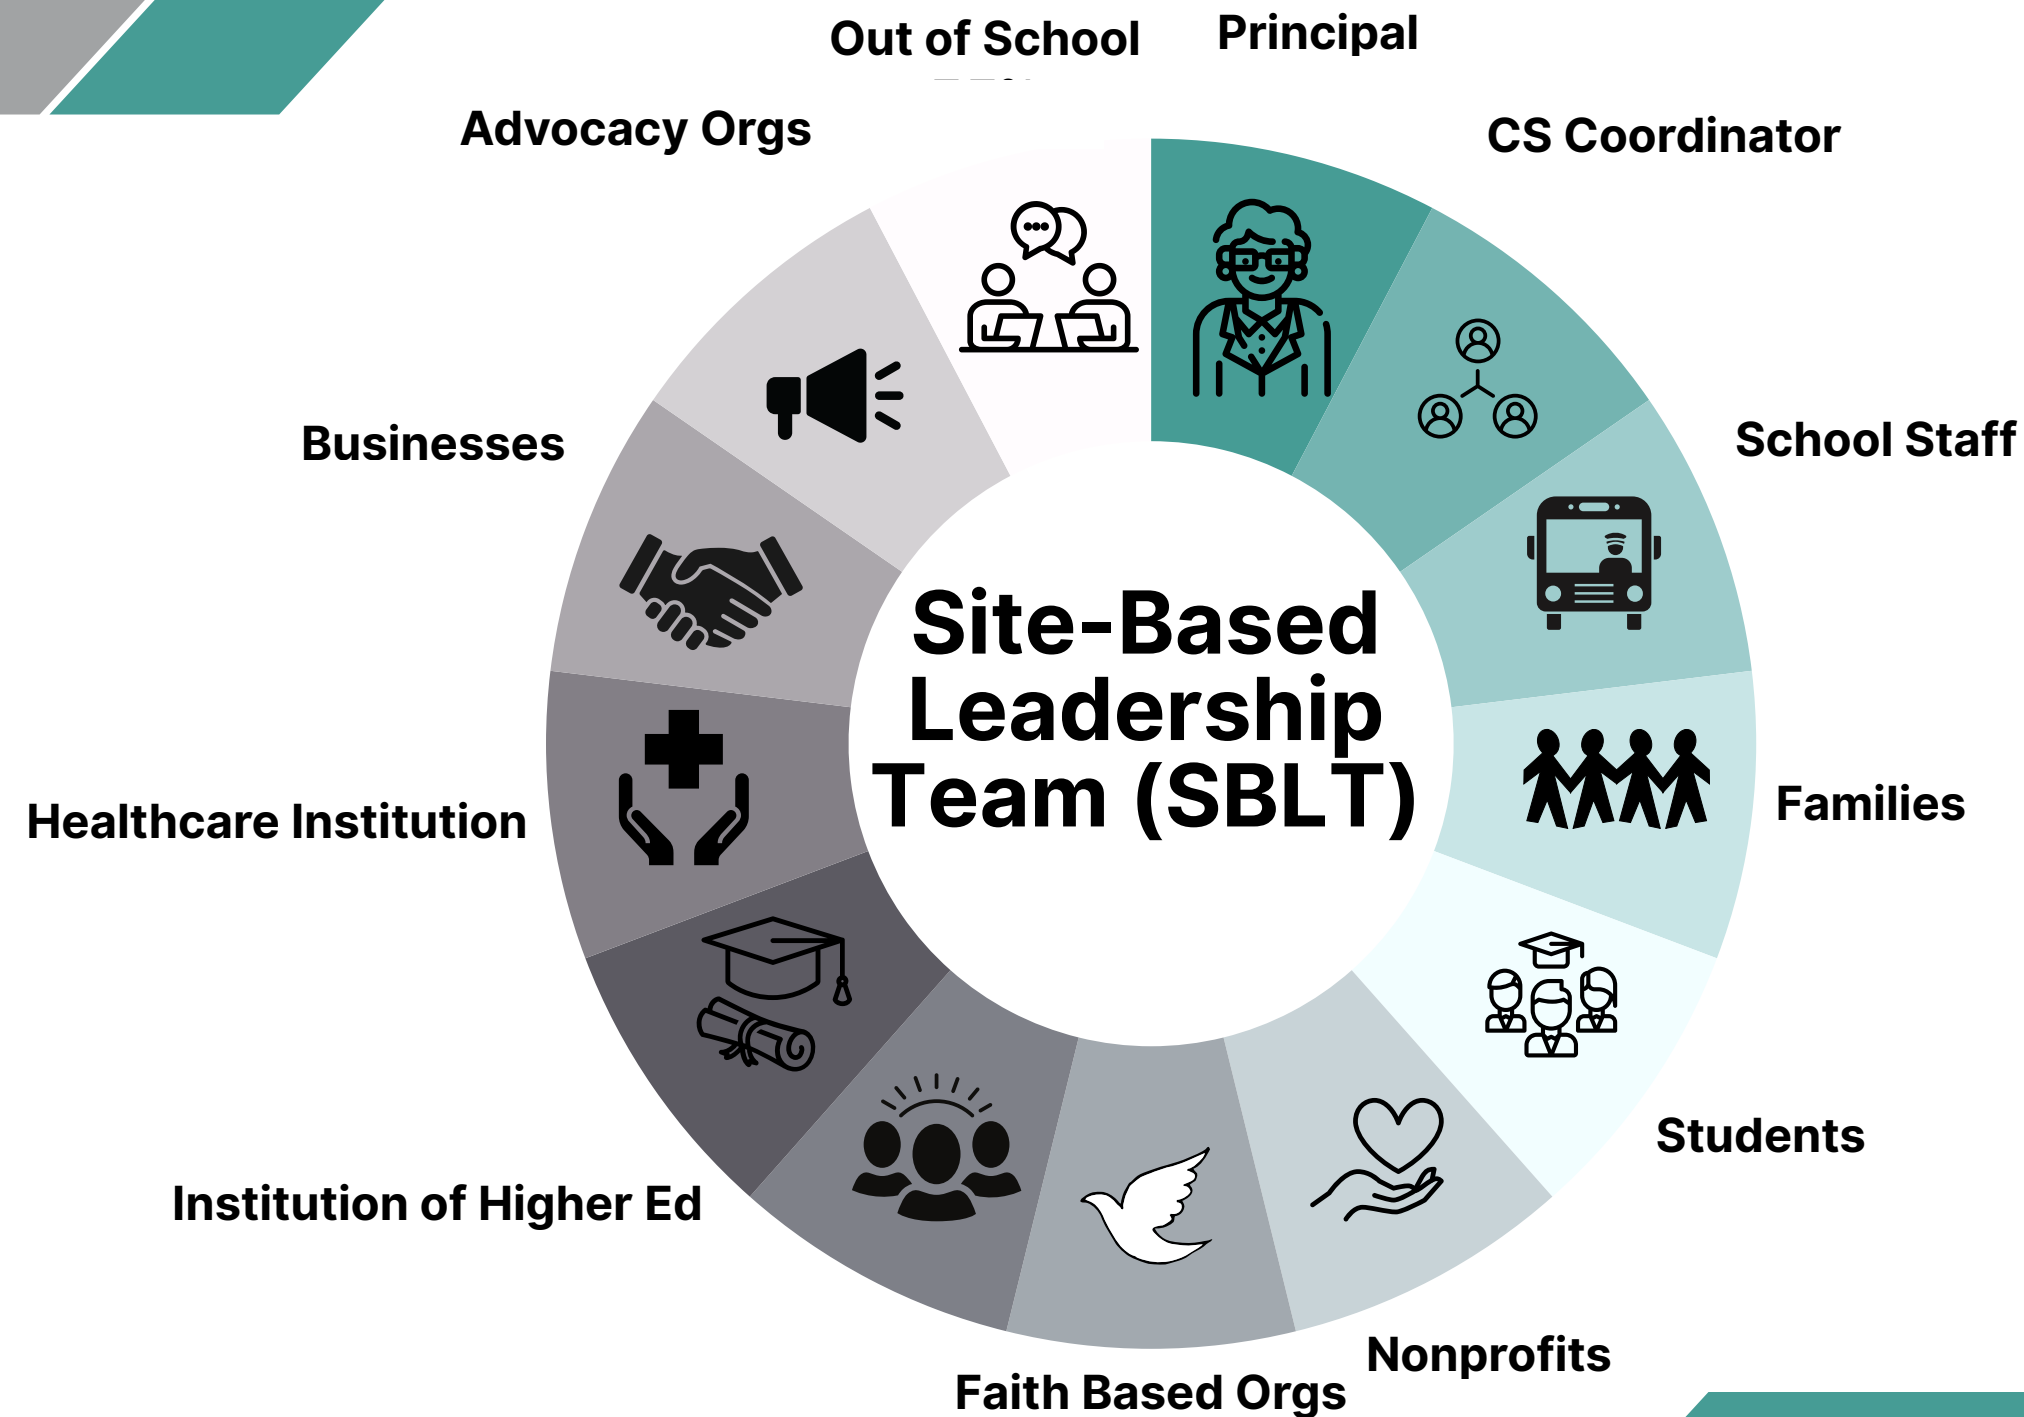 Out of School
Principal
Advocacy Orgs
CS Coordinator
Businesses
School Staff
Site-Based
Leadership
Team (SBLT)
Healthcare Institution
Families
Students
Institution of Higher Ed
Nonprofits
Faith Based Orgs